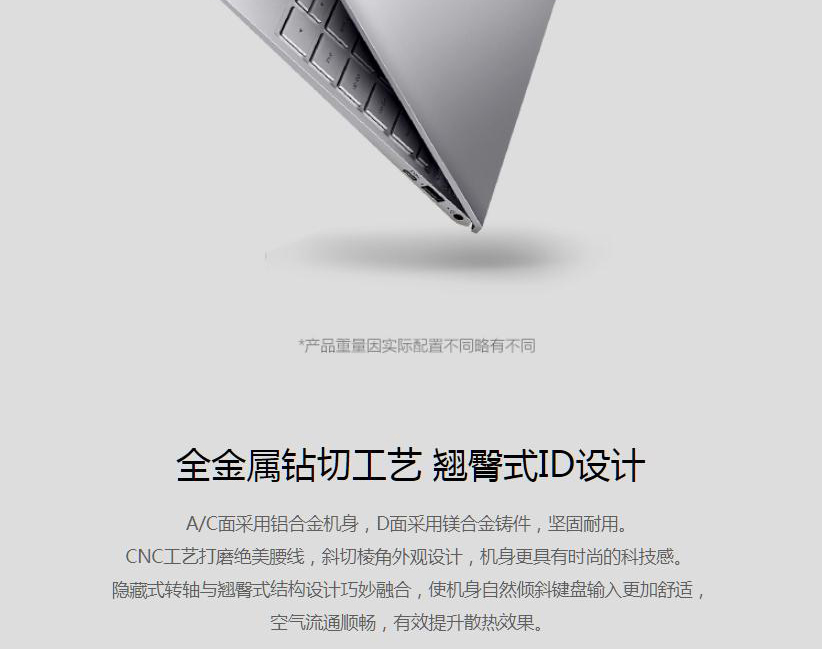 *产品重量因实际配置不同略有不同
全金属钻切工艺 翘臀式ID设计
A/C面采用铝合金机身，D面采用镁合金铸件，坚固耐用。
CNC工艺打磨绝美腰线，斜切棱角外观设计，机身更具有时尚的科技感。
隐藏式转轴与翘臀式结构设计巧妙融合，使机身自然倾斜键盘输入更加舒适，
空气流通顺畅，有效提升散热效果。